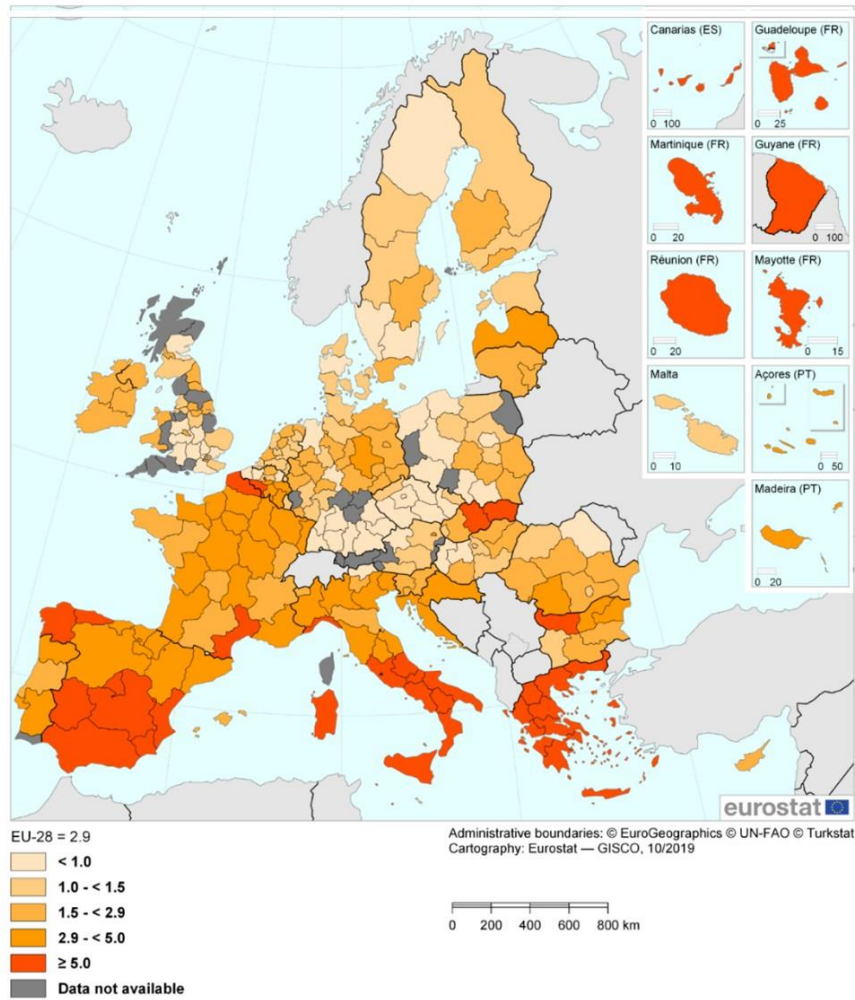 Canarias (ES)
0 100
Guadeloupe (FR)
0 25
Martinique (FR)
0 20
Guyane (FR)
0 100
Réunion (FR)
0 20
Mayotte (FR)
0 15
Malta
0 10
Açores (PT)
0 50
Madeira (PT)
0 20
eurostat
EU-28 = 2.9
< 1.0
1.0 - < 1.5
1.5 - < 2.9
2.9 - < 5.0
≥ 5.0
Data not available
Administrative boundaries: © EuroGeographics © UN-FAO © Turkstat
Cartography: Eurostat — GISCO, 10/2019
0 200 400 600 800 km